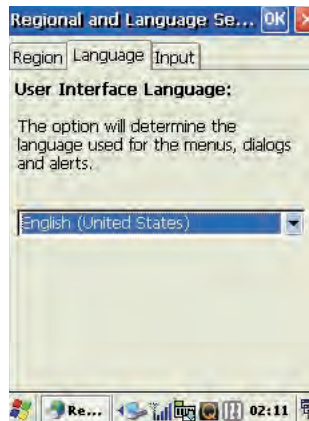 Regional and Language Se... OK
Region Language Input
User Interface Language:
The option will determine the
language used for the menus, dialogs
and alerts.
English (United States)
Re... 02:11